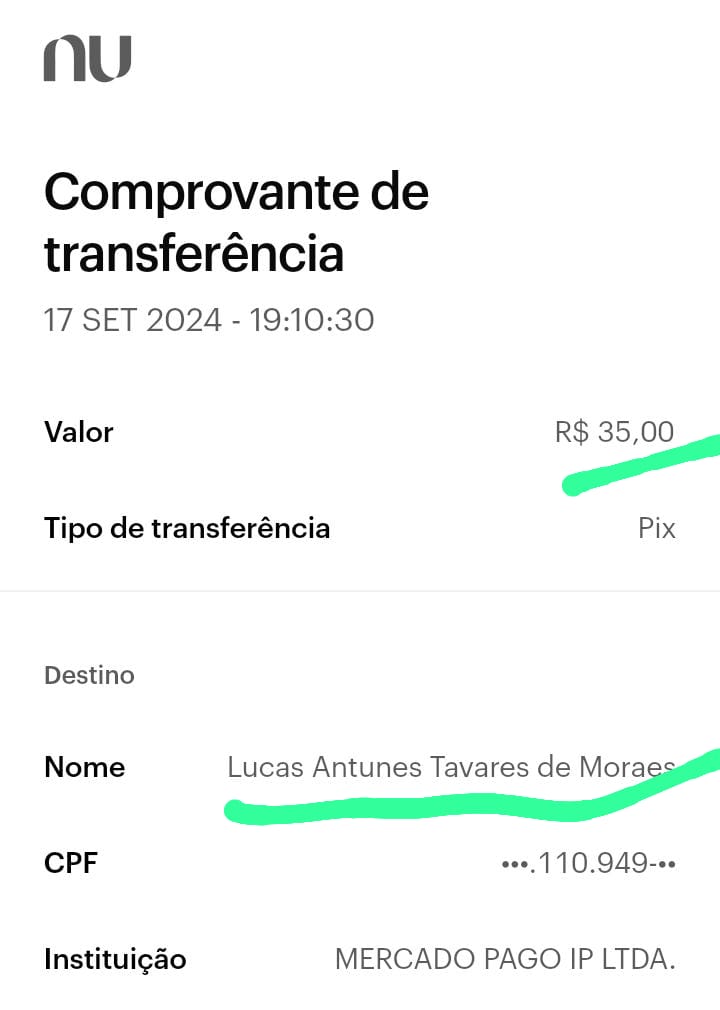 nu
Comprovante de
transferência
17 SET 2024 - 19:10:30
Valor R$ 35,00
Tipo de transferência Pix
Destino
Nome Lucas Antunes Tavares de Moraes
CPF •••.110.949-••
Instituição MERCADO PAGO IP LTDA.